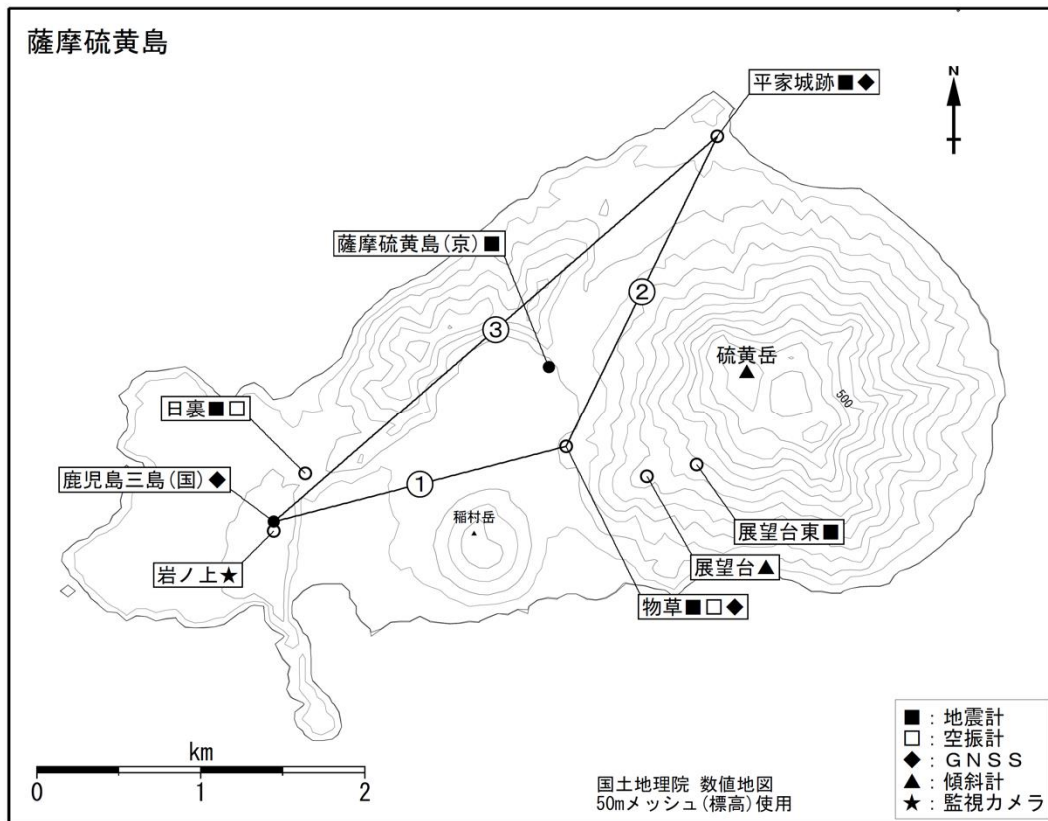 薩摩硫黄島
平家城跡■◆
N
薩摩硫黄島(京)■
②
③
硫黄岳
500
日裏■□
鹿児島三島(国)◆
①
稲村岳
展望台東■
岩ノ上★
展望台▲
物草■□◆
km
0 1 2
国土地理院 数値地図
50mメッシュ(標高)使用
■：地震計
□：空振計
◆：ＧＮＳＳ
▲：傾斜計
★：監視カメラ